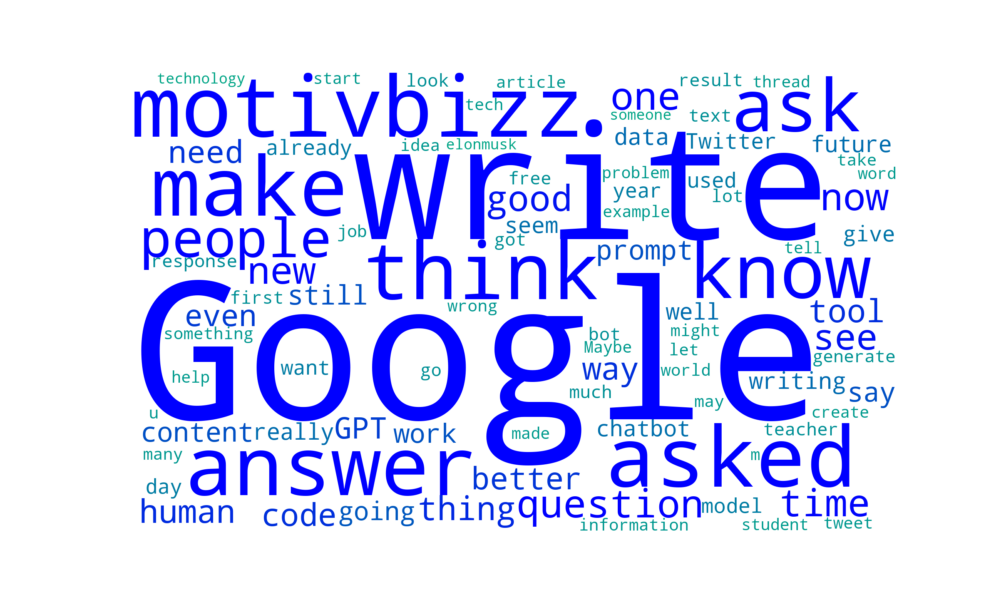 technology start look article result thread
motivbizz. tech one someone text ask
need already idea elonmusk data Twitter future
make write free problem used take word
good year lot now
people job seem got example prompt tell give
response new think know
first still wrong well tool
even Google bot might see
something Maybe let generate
help want go way world writing say
u much may create
content really GPT work made chatbot teacher
many answer asked m
day better
human code going thing question model time
information student tweet